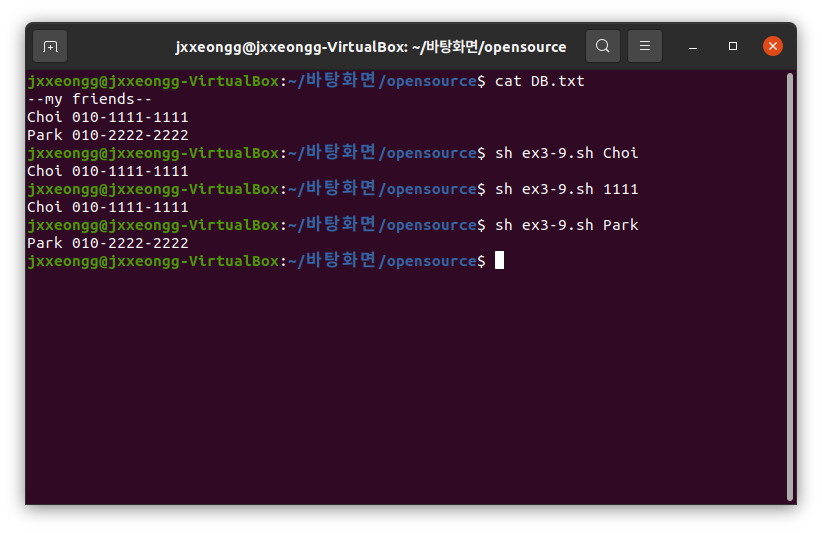 jxxeongg@jxxeongg-VirtualBox: ~/바탕화면/opensource
jxxeongg@jxxeongg-VirtualBox:~/바탕화면/opensource$ cat DB.txt
--my friends--
Choi 010-1111-1111
Park 010-2222-2222
jxxeongg@jxxeongg-VirtualBox:~/바탕화면/opensource$ sh ex3-9.sh Choi
Choi 010-1111-1111
jxxeongg@jxxeongg-VirtualBox:~/바탕화면/opensource$ sh ex3-9.sh 1111
Choi 010-1111-1111
jxxeongg@jxxeongg-VirtualBox:~/바탕화면/opensource$ sh ex3-9.sh Park
Park 010-2222-2222
jxxeongg@jxxeongg-VirtualBox:~/바탕화면/opensource$